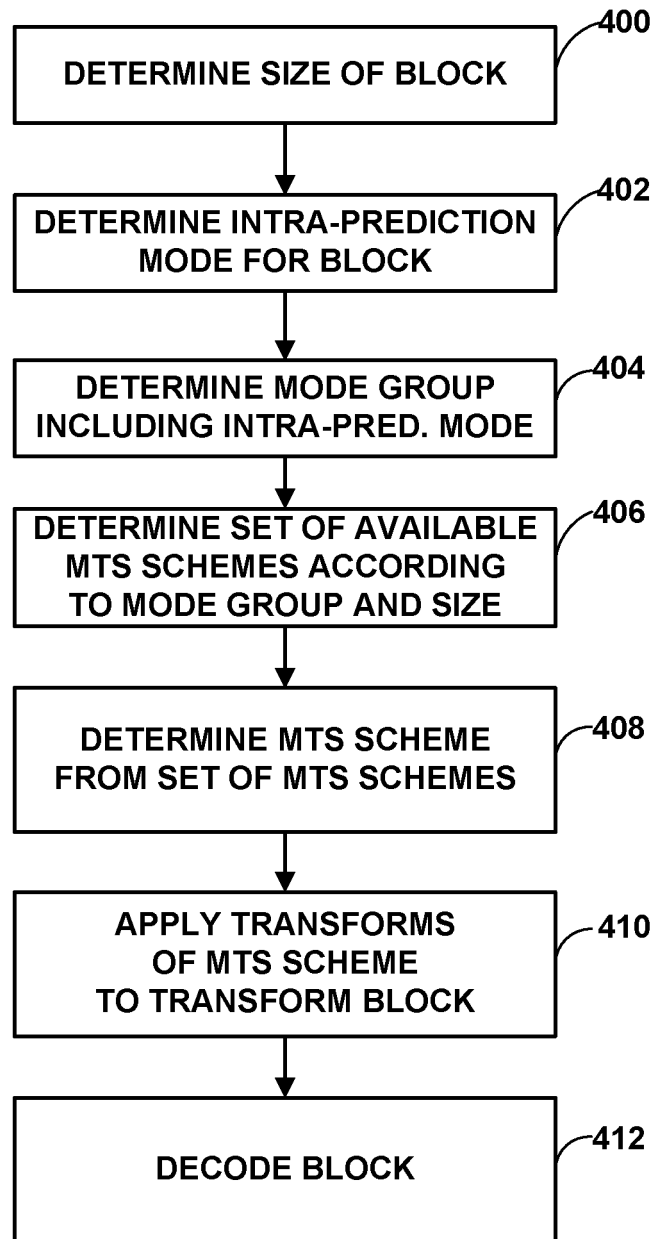 400
DETERMINE SIZE OF BLOCK
402
DETERMINE INTRA-PREDICTION
MODE FOR BLOCK
404
DETERMINE MODE GROUP
INCLUDING INTRA-PRED. MODE
406
DETERMINE SET OF AVAILABLE
MTS SCHEMES ACCORDING
TO MODE GROUP AND SIZE
408
DETERMINE MTS SCHEME
FROM SET OF MTS SCHEMES
410
APPLY TRANSFORMS
OF MTS SCHEME
TO TRANSFORM BLOCK
412
DECODE BLOCK